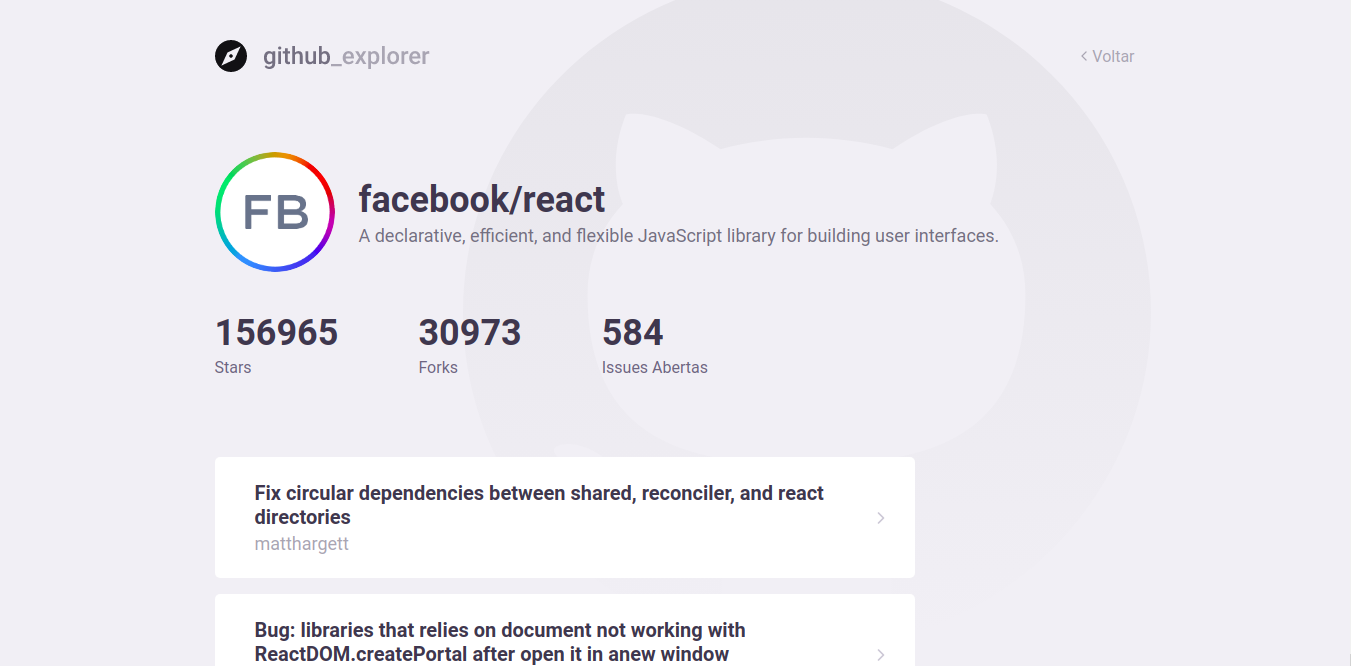 github_explorer
Voltar
FB
facebook/react
A declarative, efficient, and flexible JavaScript library for building user interfaces.
156965 30973 584
Stars Forks Issues Abertas
Fix circular dependencies between shared, reconciler, and react
directories
matthargett
Bug: libraries that relies on document not working with
ReactDOM.createPortal after open it in anew window